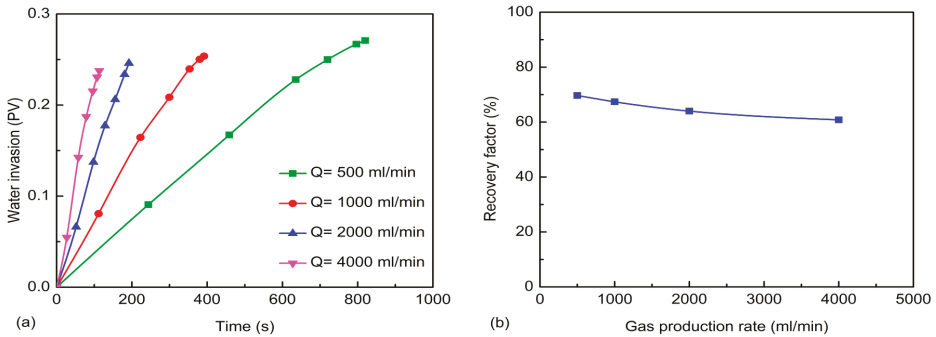 0.3
0.2
0.1
0.0
Water invasion (PV)
Q= 500 ml/min
Q= 1000 ml/min
Q= 2000 ml/min
Q= 4000 ml/min
0 200 400 600 800 1000
(a)
Time (s)
100
80
60
40
20
0
Recovery factor (%)
0 1000 2000 3000 4000 5000
(b)
Gas production rate (ml/min)